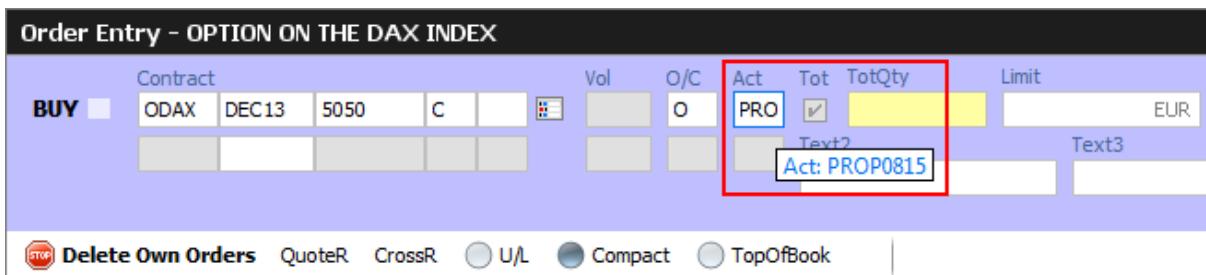 Order Entry - OPTION ON THE DAX INDEX
Contract Vol O/C Act Tot TotQty Limit
BUY ODAX DEC13 5050 C O PRO EUR
Text2 Text3
Act: PROP0815
STOP Delete Own Orders QuoteR CrossR U/L Compact TopOfBook